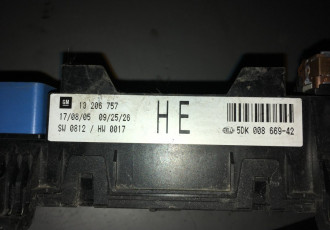 GM 13 206 757
17/08/05 09/25/26
SW 0812 / HW 0017
HE
5DK 008 669-42